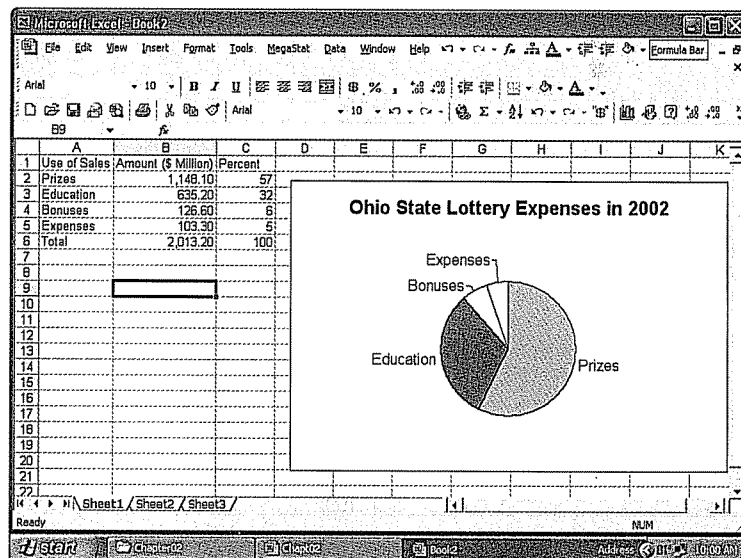 Microsoft Excel - Book2
File Edit View Insert Format Tools MegaStat Data Window Help Formula Bar
Arial 10 B I U
Arial 10
B9 fx
A B C D E F G H I J K
1 Use of Sales Amount ($ Million) Percent
2 Prizes 1,148.10 57
3 Education 635.20 32
4 Bonuses 126.60 6
5 Expenses 103.30 5
6 Total 2,013.20 100
7
8
9
10
11
12
13
14
15
16
17
18
19
20
21
22
Ohio State Lottery Expenses in 2002
Expenses
Bonuses
Education
Prizes
Sheet1 Sheet2 Sheet3
Ready NUM
start Chapter02 Chapt02 Book2 Address 10:00 AM